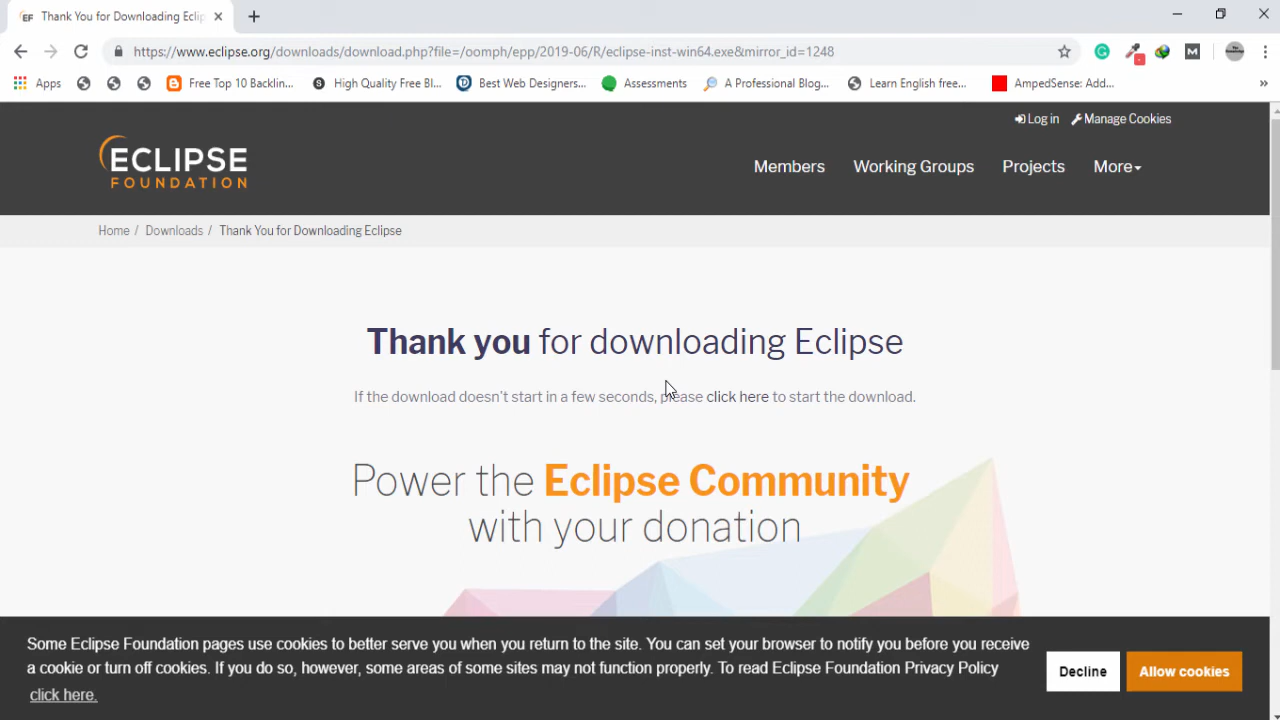 Thank You for Downloading Ecli
https://www.eclipse.org/downloads/download.php?file=/oomph/epp/2019-06/R/eclipse-inst-win64.exe&mirror_id=1248
Apps Free Top 10 Backlin... High Quality Free Bl... Best Web Designers... Assessments A Professional Blog... Learn English free... AmpedSense: Add... »
Log in Manage Cookies
ECLIPSE
FOUNDATION
Members Working Groups Projects More
Home / Downloads / Thank You for Downloading Eclipse
Thank you for downloading Eclipse
If the download doesn't start in a few seconds, please click here to start the download.
Power the Eclipse Community
with your donation
Some Eclipse Foundation pages use cookies to better serve you when you return to the site. You can set your browser to notify you before you receive
a cookie or turn off cookies. If you do so, however, some areas of some sites may not function properly. To read Eclipse Foundation Privacy Policy
click here.
Decline Allow cookies